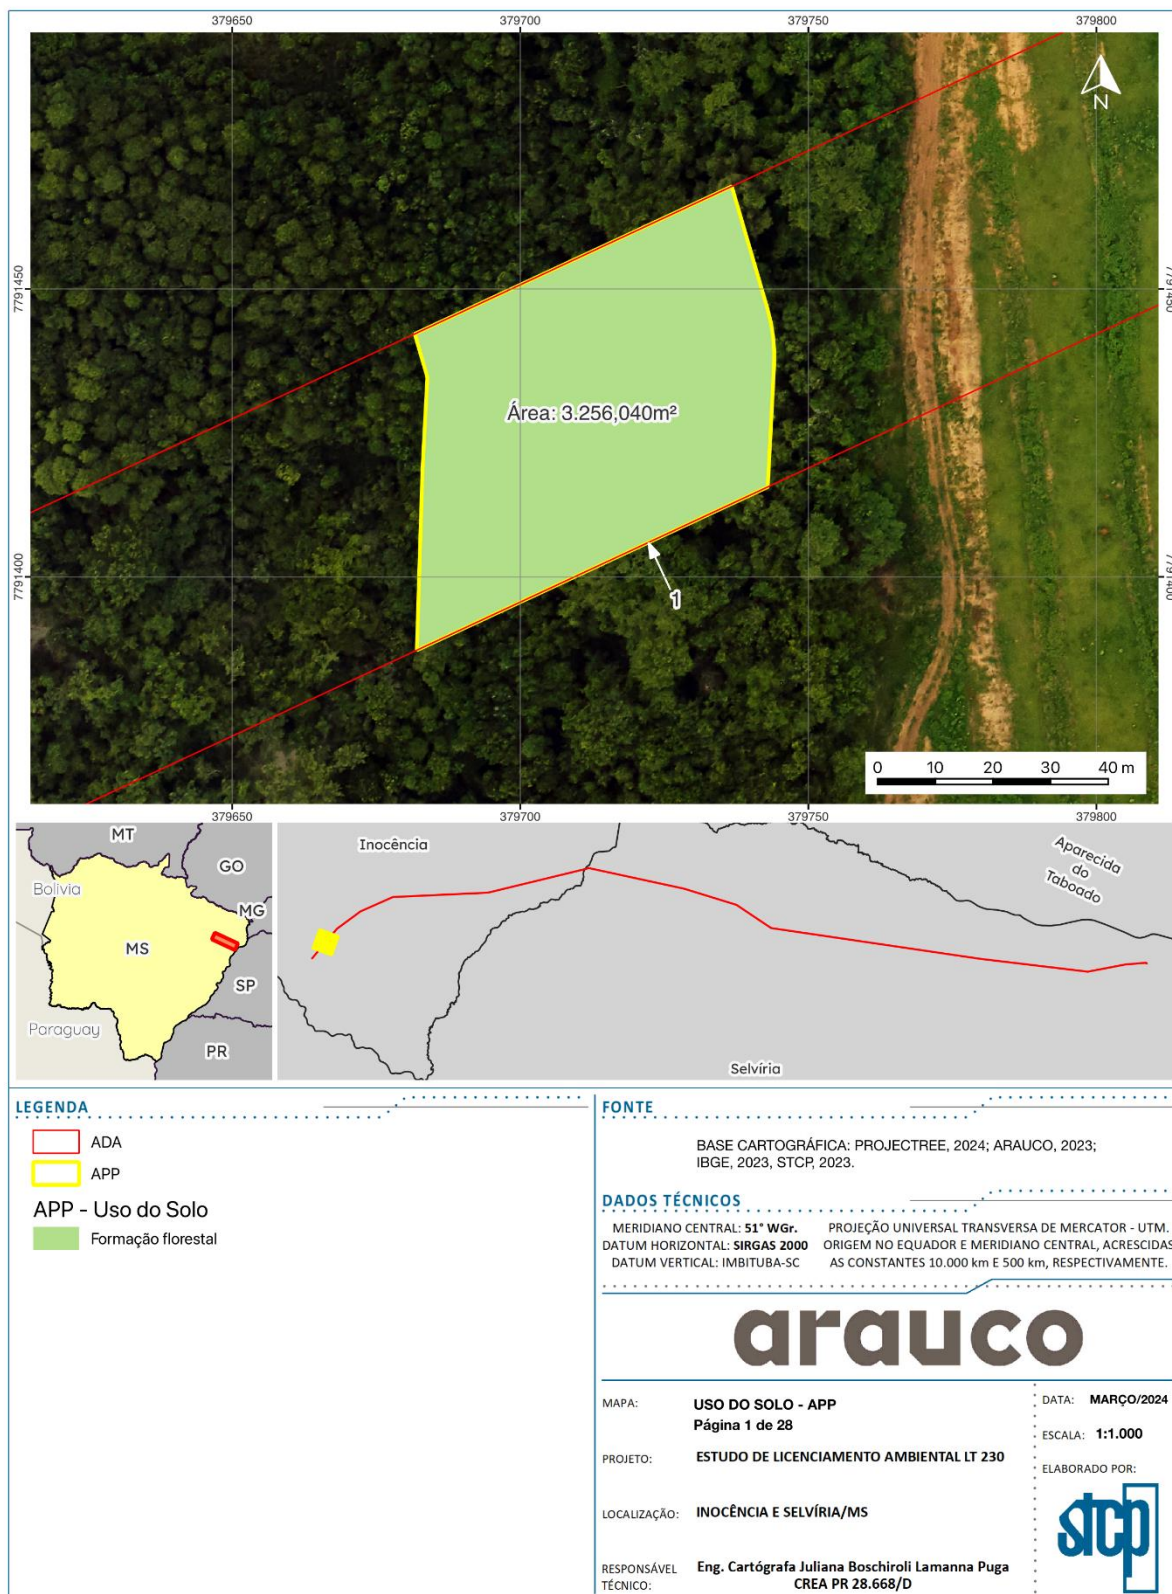 379650 379700 379750 379800
N
7791450 7791450
Área: 3.256,040m²
7791400 7791400
1
0 10 20 30 40 m
379650 379700 379750 379800
MT
GO
Bolivia
MG
MS
SP
Paraguay
PR
Inocência
Aparecida
do
Taboado
Selvíria
LEGENDA
ADA
APP
APP - Uso do Solo
Formação florestal
FONTE
BASE CARTOGRÁFICA: PROJECTREE, 2024; ARAUCO, 2023;
IBGE, 2023, STCP, 2023.
DADOS TÉCNICOS
MERIDIANO CENTRAL: 51° WGr.
DATUM HORIZONTAL: SIRGAS 2000
DATUM VERTICAL: IMBITUBA-SC
PROJEÇÃO UNIVERSAL TRANSVERSA DE MERCATOR - UTM.
ORIGEM NO EQUADOR E MERIDIANO CENTRAL, ACRESCIDAS
AS CONSTANTES 10.000 km E 500 km, RESPECTIVAMENTE.
arauco
MAPA: USO DO SOLO - APP
Página 1 de 28
PROJETO: ESTUDO DE LICENCIAMENTO AMBIENTAL LT 230
LOCALIZAÇÃO: INOCÊNCIA E SELVÍRIA/MS
RESPONSÁVEL
TÉCNICO:
Eng. Cartógrafa Juliana Boschiroli Lamanna Puga
CREA PR 28.668/D
DATA: MARÇO/2024
ESCALA: 1:1.000
ELABORADO POR:
stcp